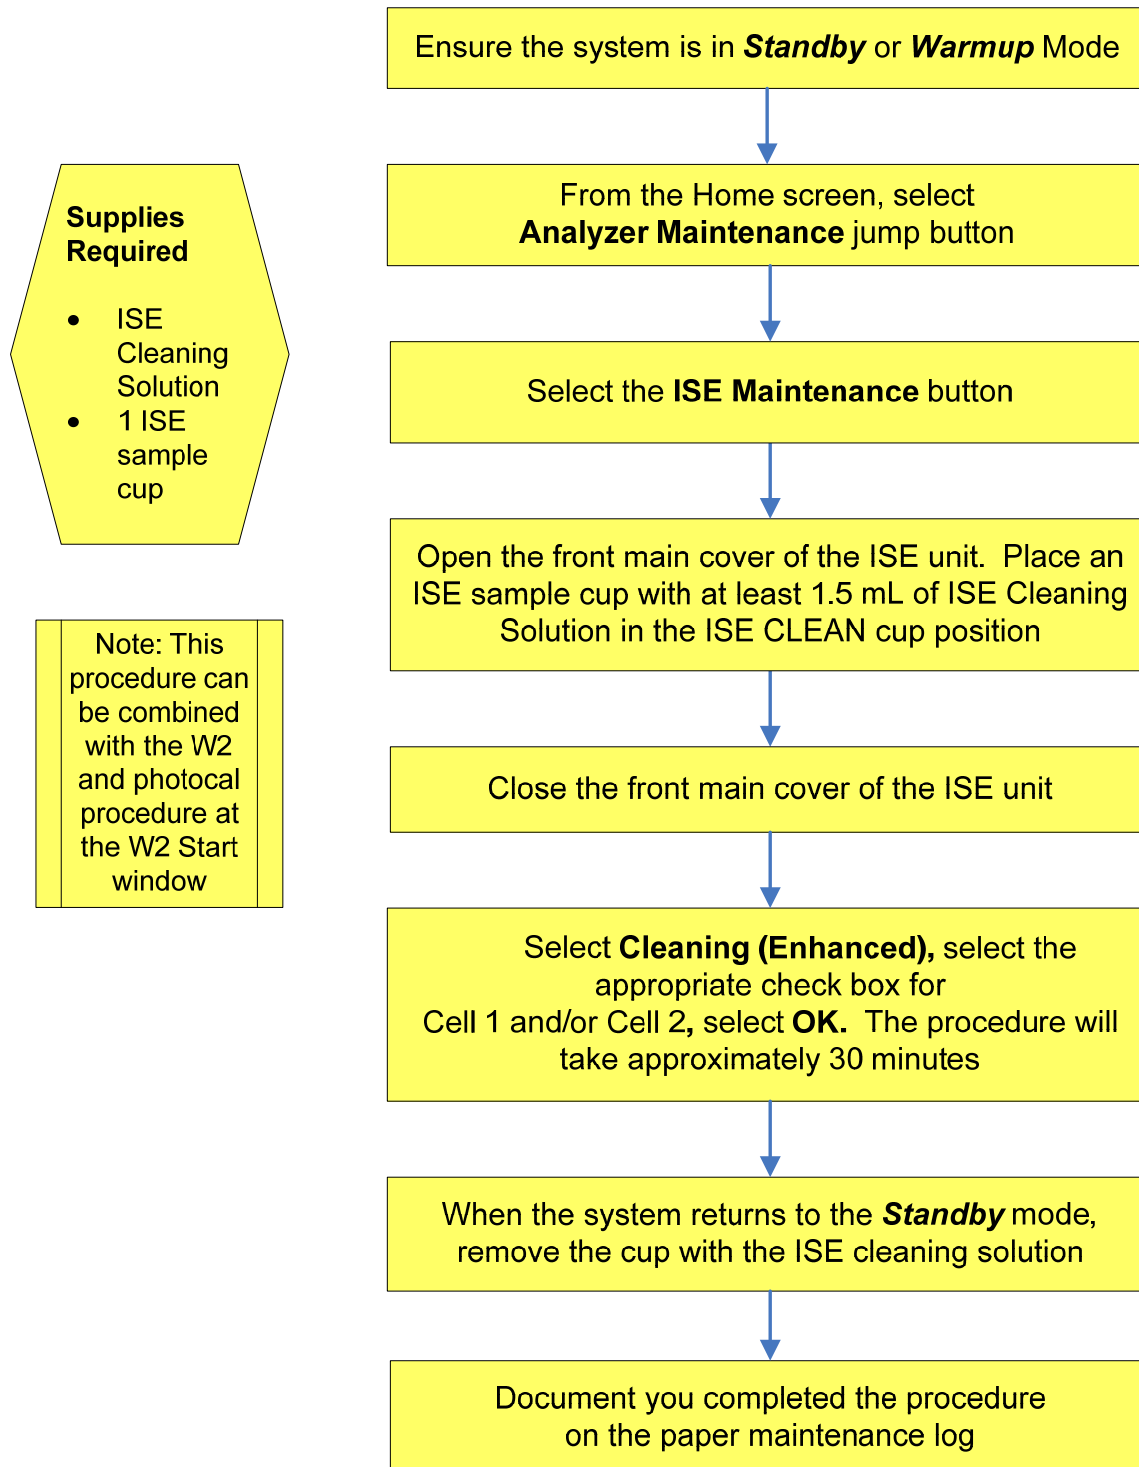 Ensure the system is in Standby or Warmup Mode
From the Home screen, select
Analyzer Maintenance jump button
Supplies
Required
• ISE
Cleaning
Solution
• 1 ISE
sample
cup
Select the ISE Maintenance button
Open the front main cover of the ISE unit.  Place an
ISE sample cup with at least 1.5 mL of ISE Cleaning
Solution in the ISE CLEAN cup position
Note: This
procedure can
be combined
with the W2
and photocal
procedure at
the W2 Start
window
Close the front main cover of the ISE unit
Select Cleaning (Enhanced), select the
appropriate check box for
Cell 1 and/or Cell 2, select OK.  The procedure will
take approximately 30 minutes
When the system returns to the Standby mode,
remove the cup with the ISE cleaning solution
Document you completed the procedure
on the paper maintenance log